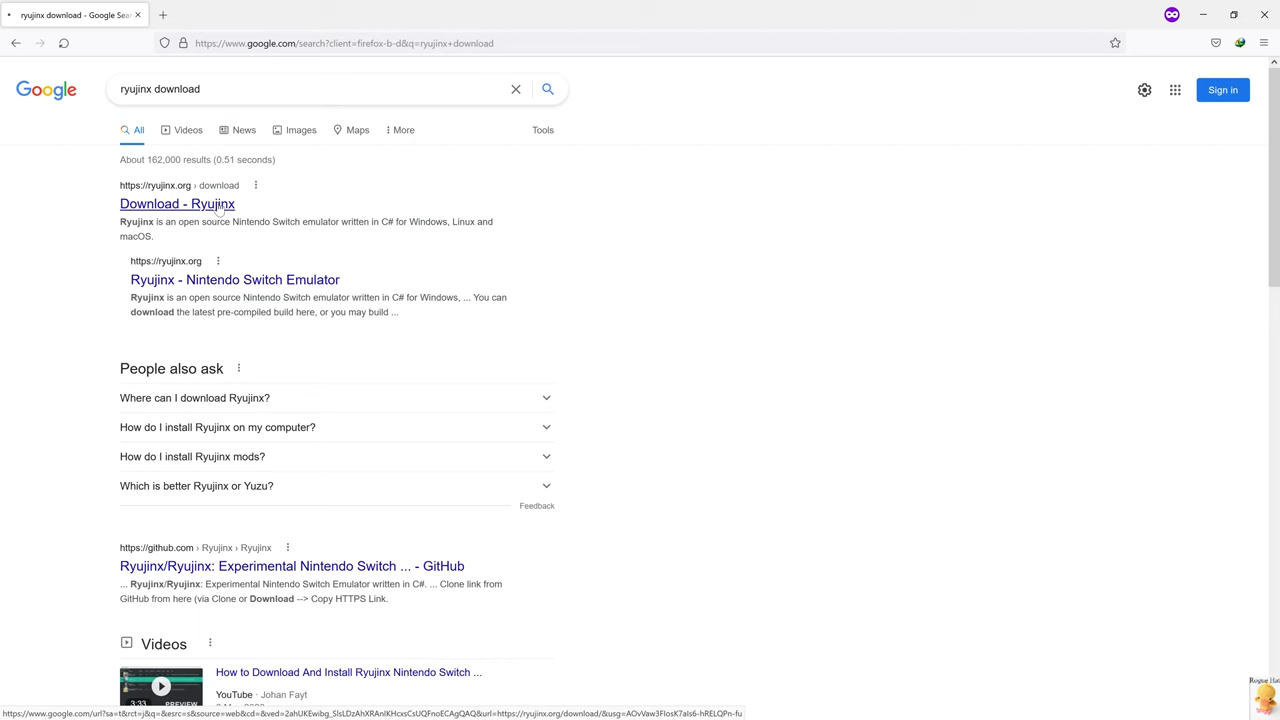 ryujinx download - Google Sear
https://www.google.com/search?client=firefox-b-d&q=ryujinx+download
Google
ryujinx download
Sign in
All
Videos
News
Images
Maps
More
Tools
About 162,000 results (0.51 seconds)
https://ryujinx.org › download
Download - Ryujinx
Ryujinx is an open source Nintendo Switch emulator written in C# for Windows, Linux and
macOS.
https://ryujinx.org
Ryujinx - Nintendo Switch Emulator
Ryujinx is an open source Nintendo Switch emulator written in C# for Windows, ... You can
download the latest pre-compiled build here, or you may build ...
People also ask
Where can I download Ryujinx?
How do I install Ryujinx on my computer?
How do I install Ryujinx mods?
Which is better Ryujinx or Yuzu?
Feedback
https://github.com › Ryujinx › Ryujinx
Ryujinx/Ryujinx: Experimental Nintendo Switch ... - GitHub
... Ryujinx/Ryujinx: Experimental Nintendo Switch Emulator written in C#. ... Clone link from
GitHub from here (via Clone or Download --> Copy HTTPS Link.
Videos
How to Download And Install Ryujinx Nintendo Switch ...
3:33
PREVIEW
YouTube · Johan Fayt